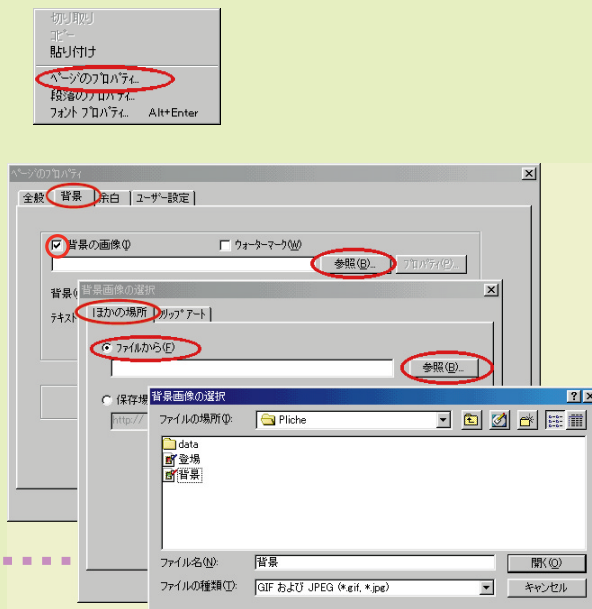 切り取り
コピー
貼り付け
ページのプロパティ...
段落のプロパティ...
フォント プロパティ... Alt+Enter
ページのプロパティ
全般 背景 余白 ユーザー設定
背景の画像(I) ウォーターマーク(W)
参照(B)... プロパティ(P)...
背景(
テキスト
背景画像の選択
ほかの場所 クリップアート
ファイルから(F)
参照(B)...
保存場
http://
背景画像の選択
ファイルの場所(I): Pliche
data
登場
背景
ファイル名(N): 背景 開く(O)
ファイルの種類(T): GIF および JPEG (*.gif, *.jpg) キャンセル